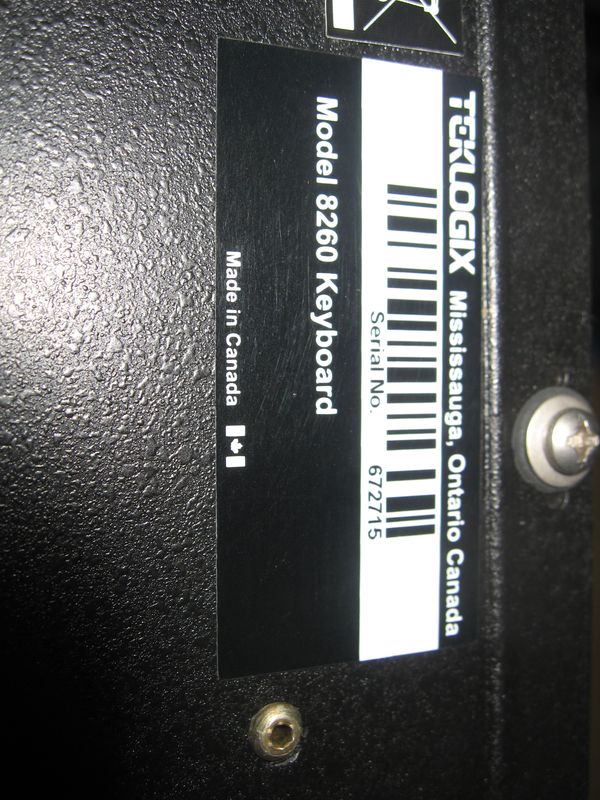 TEKLOGIX Mississauga, Ontario Canada
Serial No. 672715
Model 8260 Keyboard
Made in Canada